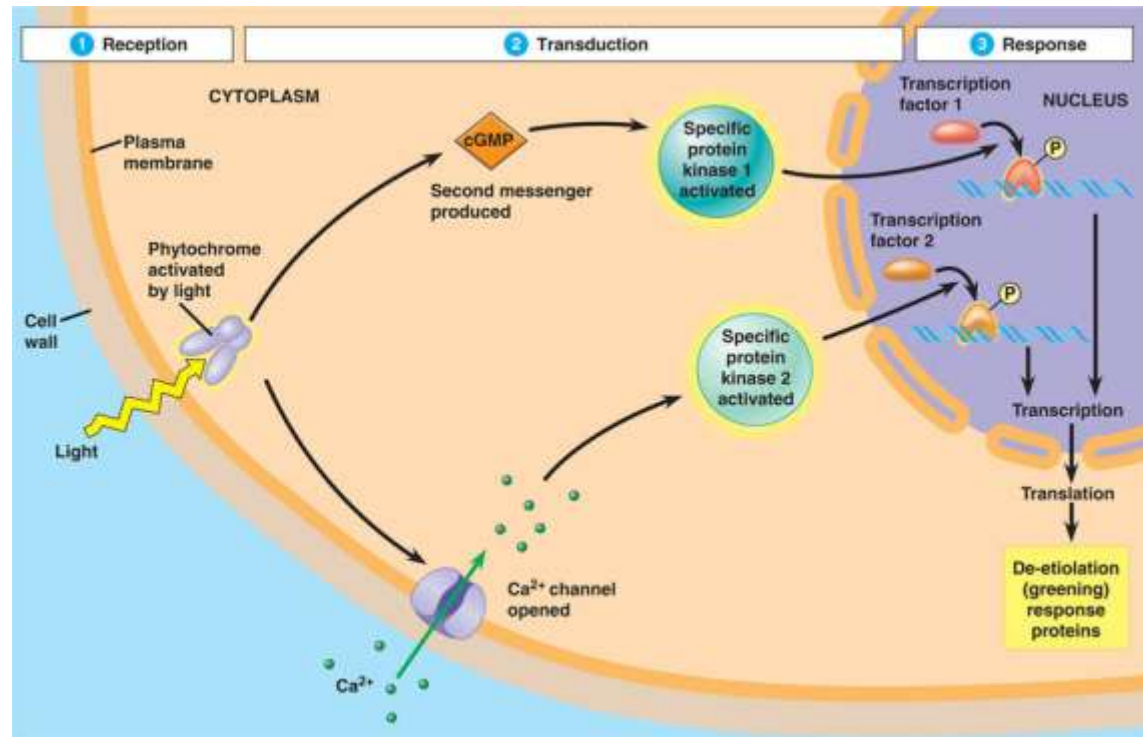 1 Reception
2 Transduction
3 Response
CYTOPLASM
NUCLEUS
Plasma
membrane
Cell
wall
Light
Phytochrome
activated
by light
cGMP
Second messenger
produced
Specific
protein
kinase 1
activated
Transcription
factor 1
P
Ca2+
Ca2+ channel
opened
Specific
protein
kinase 2
activated
Transcription
factor 2
P
Transcription
Translation
De-etiolation
(greening)
response
proteins